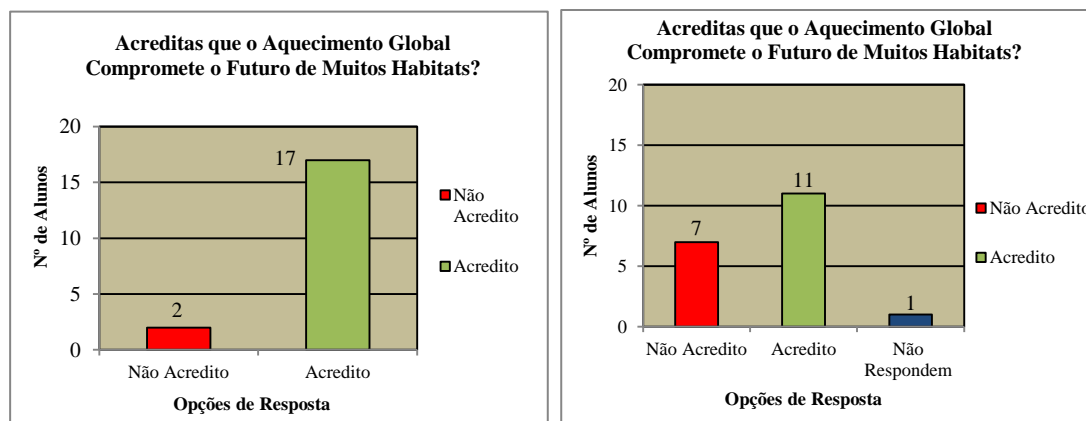 Acreditas que o Aquecimento Global
Compromete o Futuro de Muitos Habitats?
20
15
10
5
0
Nº de Alunos
2
17
Não Acredito
Acredito
Opções de Resposta
Não
Acredito
Acredito
Acreditas que o Aquecimento Global
Compromete o Futuro de Muitos Habitats?
20
15
10
5
0
Nº de Alunos
7
11
1
Não Acredito
Acredito
Não
Respondem
Opções de Resposta
Não Acredito
Acredito